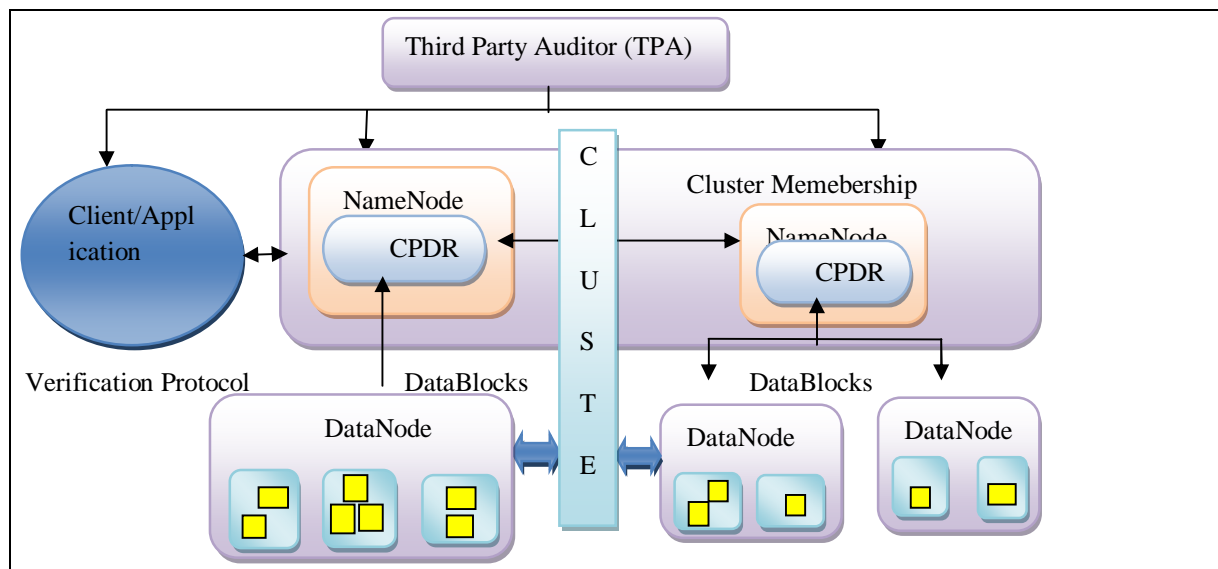 Third Party Auditor (TPA)
C
L
U
S
T
E
Client/Appl
ication
NameNode
CPDR
Cluster Memebership
NameNode
CPDR
Verification Protocol
DataBlocks
DataBlocks
DataNode
DataNode
DataNode